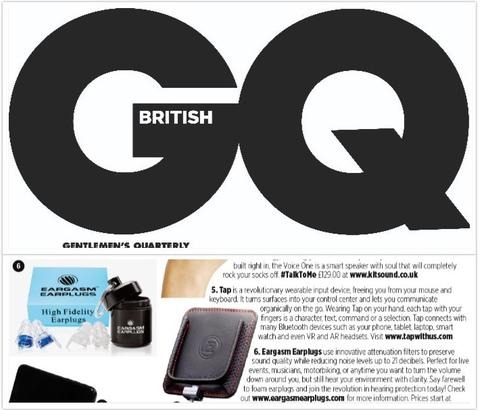 GQ
BRITISH
GENTLEMEN'S QUARTERLY
6
EARGASM
EARPLUGS
High Fidelity
Earplugs
EARGASM
EARPLUGS
built right in, the Voice One is a smart speaker with soul that will completely
rock your socks off. #TalkToMe £129.00 at www.kitsound.co.uk
5. Tap is a revolutionary wearable input device, freeing you from your mouse and
keyboard. It turns surfaces into your control center and lets you communicate
organically on the go. Wearing Tap on your hand, each tap with your
fingers is a character, text, command or a selection. Tap connects with
many Bluetooth devices such as your phone, tablet, laptop, smart
watch and even VR and AR headsets. Visit www.tapwithus.com
6. Eargasm Earplugs use innovative attenuation filters to preserve
sound quality while reducing noise levels up to 21 decibels. Perfect for live
events, musicians, motorbiking, or anytime you want to turn the volume
down around you, but still hear your environment with clarity. Say farewell
to foam earplugs and join the revolution in hearing protection today! Check
out www.eargasmearplugs.com for more information. Prices start at